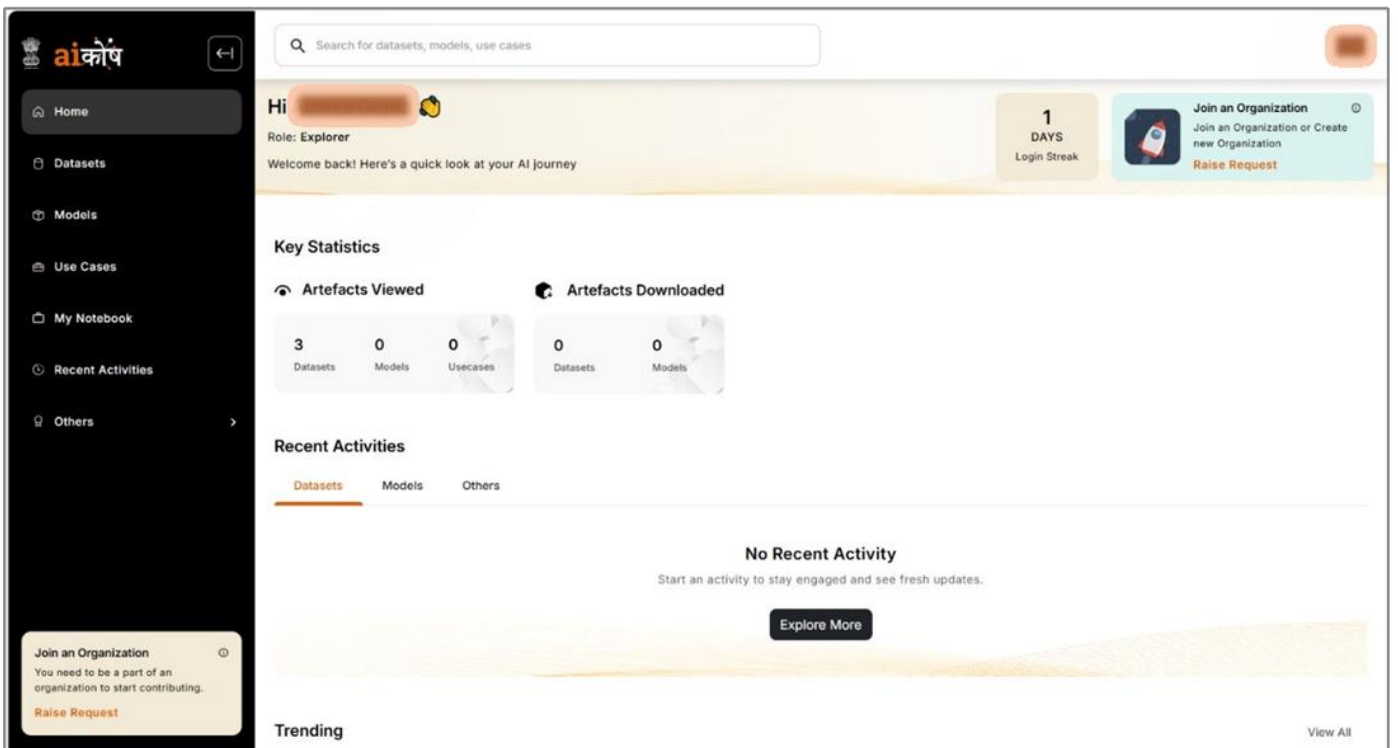 aiकोष
Search for datasets, models, use cases
Home
Datasets
Models
Use Cases
My Notebook
Recent Activities
Others
Join an Organization
You need to be a part of an
organization to start contributing.
Raise Request
Hi
Role: Explorer
Welcome back! Here's a quick look at your AI journey
1
DAYS
Login Streak
Join an Organization
Join an Organization or Create
new Organization
Raise Request
Key Statistics
Artefacts Viewed
3 0 0
Datasets Models Usecases
Artefacts Downloaded
0 0
Datasets Models
Recent Activities
Datasets Models Others
No Recent Activity
Start an activity to stay engaged and see fresh updates.
Explore More
Trending
View All